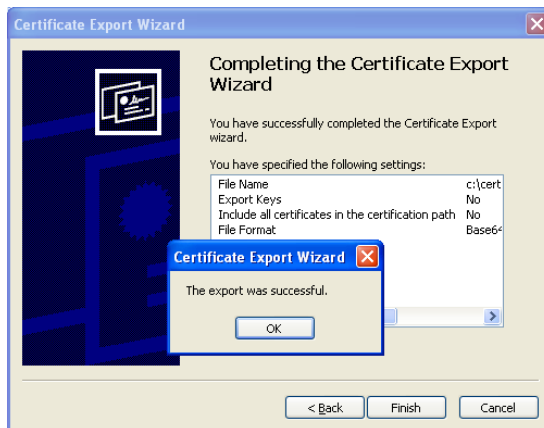 Certificate Export Wizard
Completing the Certificate Export
Wizard
You have successfully completed the Certificate Export
wizard.
You have specified the following settings:
File Name c:\cert
Export Keys No
Include all certificates in the certification path No
File Format Base64
Certificate Export Wizard
The export was successful.
OK
< Back Finish Cancel